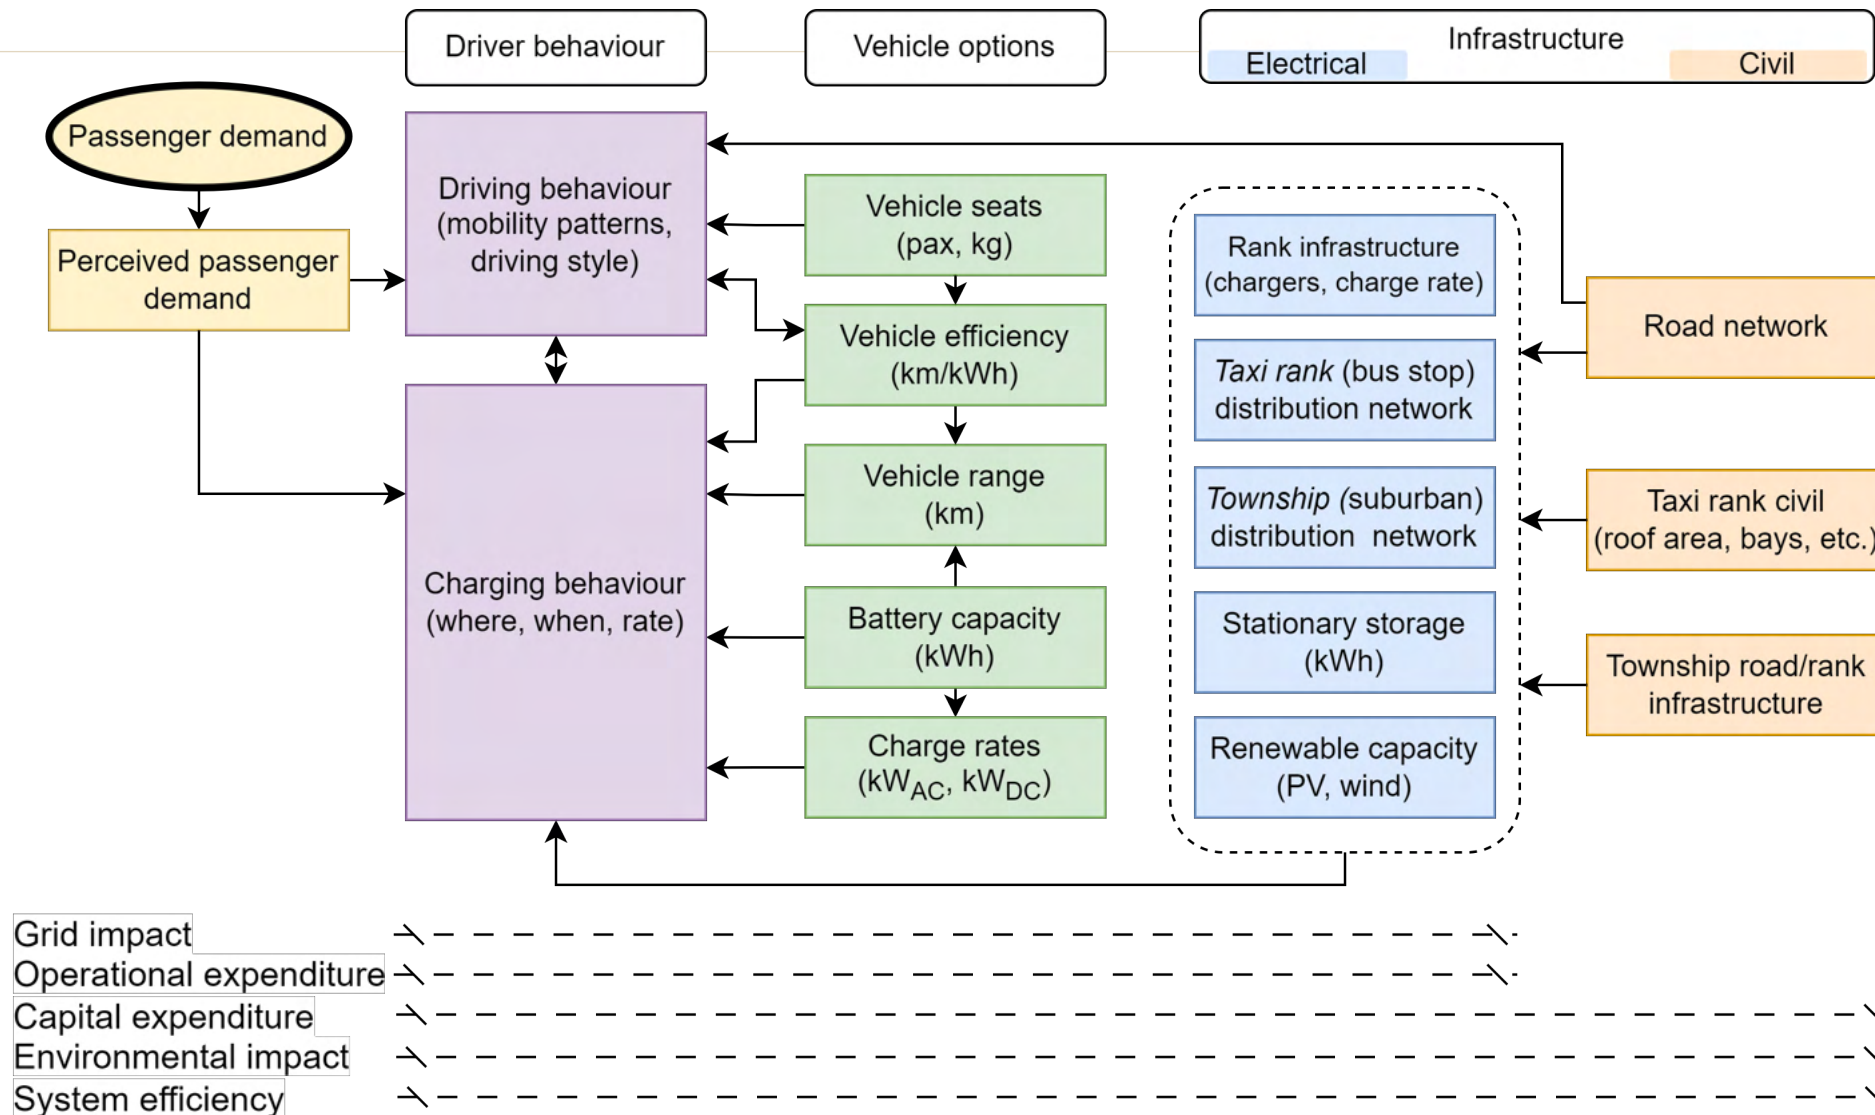 Driver behaviour
Vehicle options
Infrastructure
Electrical
Civil
Passenger demand
Perceived passenger
demand
Driving behaviour
(mobility patterns,
driving style)
Charging behaviour
(where, when, rate)
Vehicle seats
(pax, kg)
Vehicle efficiency
(km/kWh)
Vehicle range
(km)
Battery capacity
(kWh)
Charge rates
(kWAC, kWDC)
Rank infrastructure
(chargers, charge rate)
Taxi rank (bus stop)
distribution network
Township (suburban)
distribution network
Stationary storage
(kWh)
Renewable capacity
(PV, wind)
Road network
Taxi rank civil
(roof area, bays, etc.)
Township road/rank
infrastructure
Grid impact
Operational expenditure
Capital expenditure
Environmental impact
System efficiency